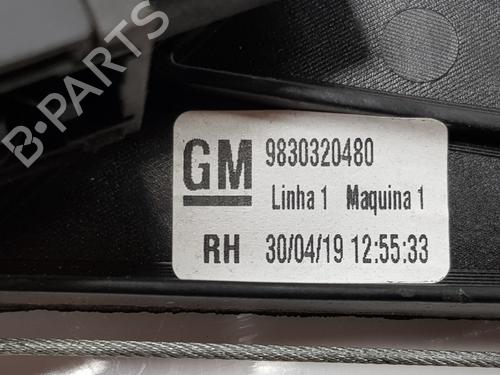 B-PARTS
GM 9830320480
Linha 1 Maquina 1
RH 30/04/19 12:55:33